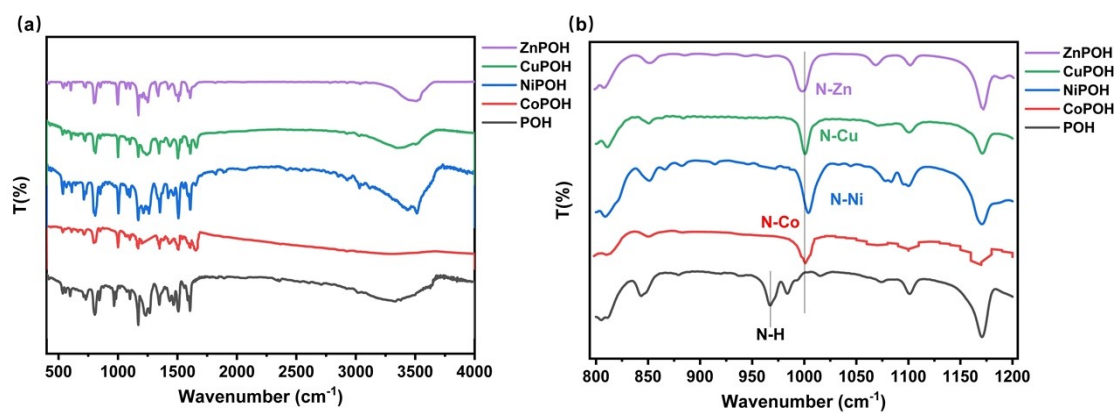 (a)
ZnPOH
CuPOH
NiPOH
CoPOH
POH
T(%)
500 1000 1500 2000 2500 3000 3500 4000
Wavenumber (cm⁻¹)
(b)
ZnPOH
CuPOH
NiPOH
CoPOH
POH
N-Zn
N-Cu
N-Ni
N-Co
N-H
T(%)
800 850 900 950 1000 1050 1100 1150 1200
Wavenumber (cm⁻¹)